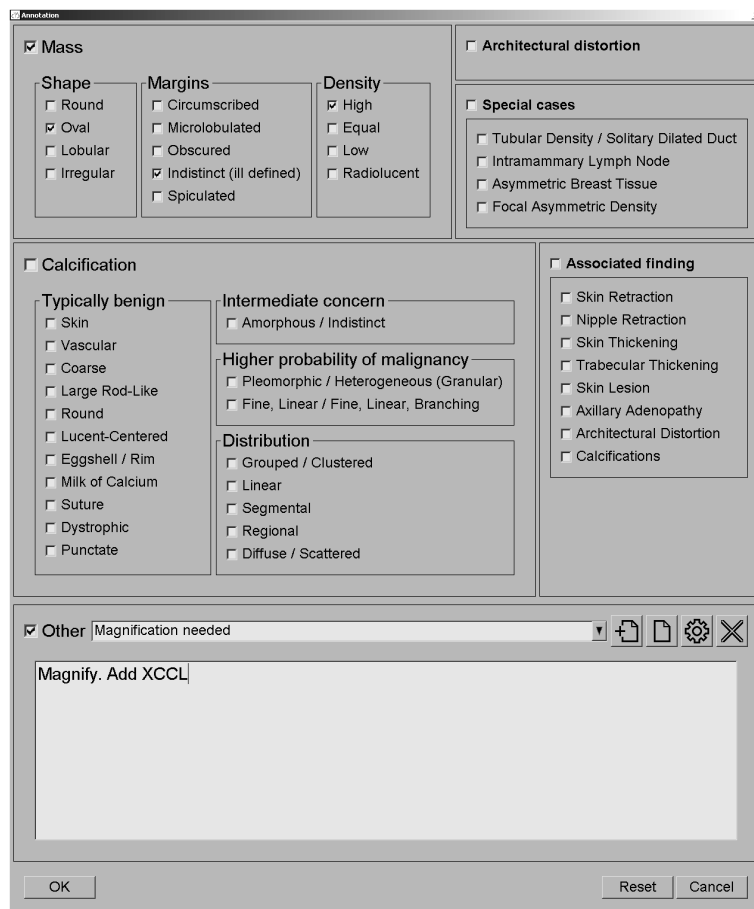 Annotation
Mass
Shape
Round
Oval
Lobular
Irregular
Margins
Circumscribed
Microlobulated
Obscured
Indistinct (ill defined)
Spiculated
Density
High
Equal
Low
Radiolucent
Architectural distortion
Special cases
Tubular Density / Solitary Dilated Duct
Intramammary Lymph Node
Asymmetric Breast Tissue
Focal Asymmetric Density
Calcification
Typically benign
Skin
Vascular
Coarse
Large Rod-Like
Round
Lucent-Centered
Eggshell / Rim
Milk of Calcium
Suture
Dystrophic
Punctate
Intermediate concern
Amorphous / Indistinct
Higher probability of malignancy
Pleomorphic / Heterogeneous (Granular)
Fine, Linear / Fine, Linear, Branching
Distribution
Grouped / Clustered
Linear
Segmental
Regional
Diffuse / Scattered
Associated finding
Skin Retraction
Nipple Retraction
Skin Thickening
Trabecular Thickening
Skin Lesion
Axillary Adenopathy
Architectural Distortion
Calcifications
Other Magnification needed
Magnify. Add XCCL
OK Reset Cancel